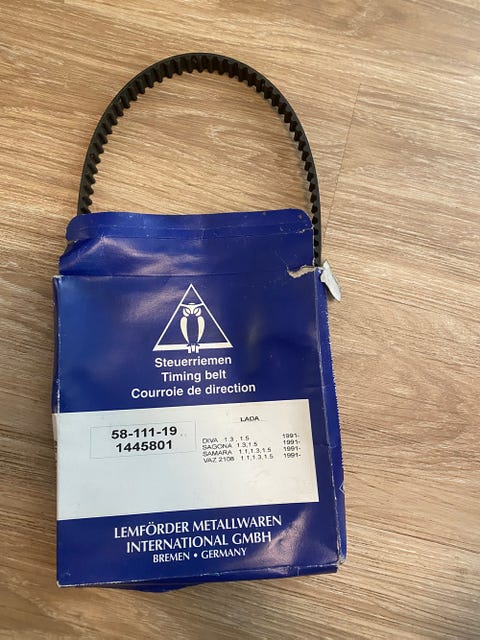 Steuerriemen
Timing belt
Courroie de direction
58-111-19
1445801
LADA
DIVA 1.3 , 1.5 1991-
SAGONA 1.3,1.5 1991-
SAMARA 1.1,1.3,1.5 1991-
VAZ 2108 1.1,1.3,1.5 1991-
LEMFÖRDER METALLWAREN
INTERNATIONAL GMBH
BREMEN • GERMANY